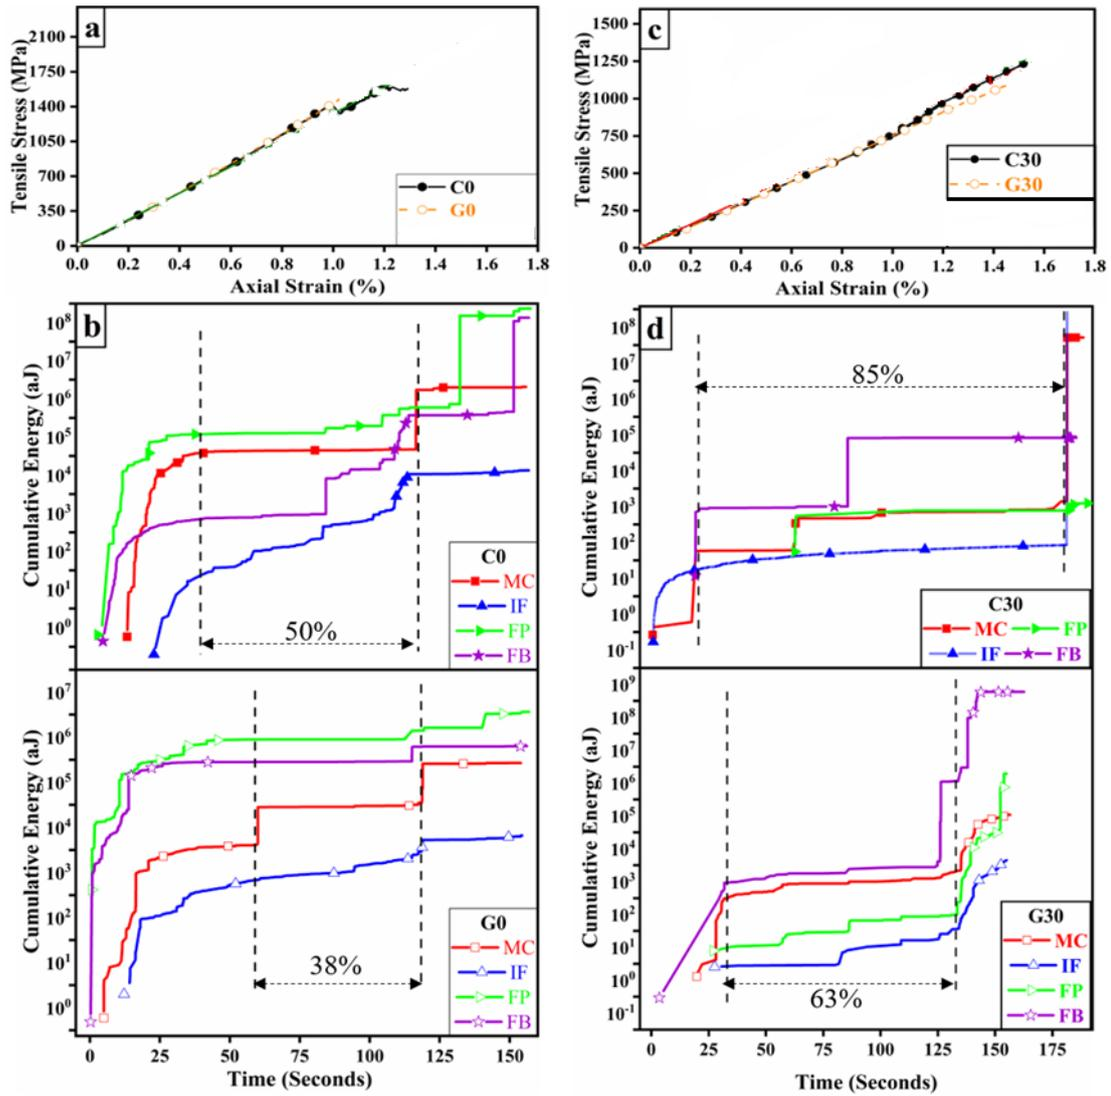 a
Tensile Stress (MPa)
2100
1750
1400
1050
700
350
0
C0
G0
0.0 0.2 0.4 0.6 0.8 1.0 1.2 1.4 1.6 1.8
Axial Strain (%)
c
Tensile Stress (MPa)
1500
1250
1000
750
500
250
0
C30
G30
0.0 0.2 0.4 0.6 0.8 1.0 1.2 1.4 1.6 1.8
Axial Strain (%)
b
Cumulative Energy (aJ)
10^8
10^7
10^6
10^5
10^4
10^3
10^2
10^1
10^0
50%
C0
MC
IF
FP
FB
Cumulative Energy (aJ)
10^7
10^6
10^5
10^4
10^3
10^2
10^1
10^0
38%
G0
MC
IF
FP
FB
0 25 50 75 100 125 150
Time (Seconds)
d
Cumulative Energy (aJ)
10^8
10^7
10^6
10^5
10^4
10^3
10^2
10^1
10^0
10^-1
85%
C30
MC FP
IF FB
Cumulative Energy (aJ)
10^9
10^8
10^7
10^6
10^5
10^4
10^3
10^2
10^1
10^0
10^-1
63%
G30
MC
IF
FP
FB
0 25 50 75 100 125 150 175
Time (Seconds)